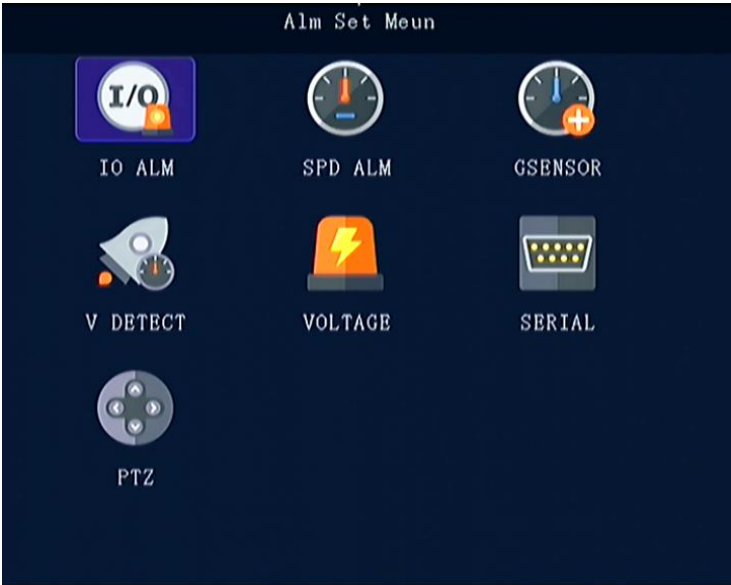 Alm Set Meun
I/O
IO ALM
SPD ALM
GSENSOR
V DETECT
VOLTAGE
SERIAL
PTZ